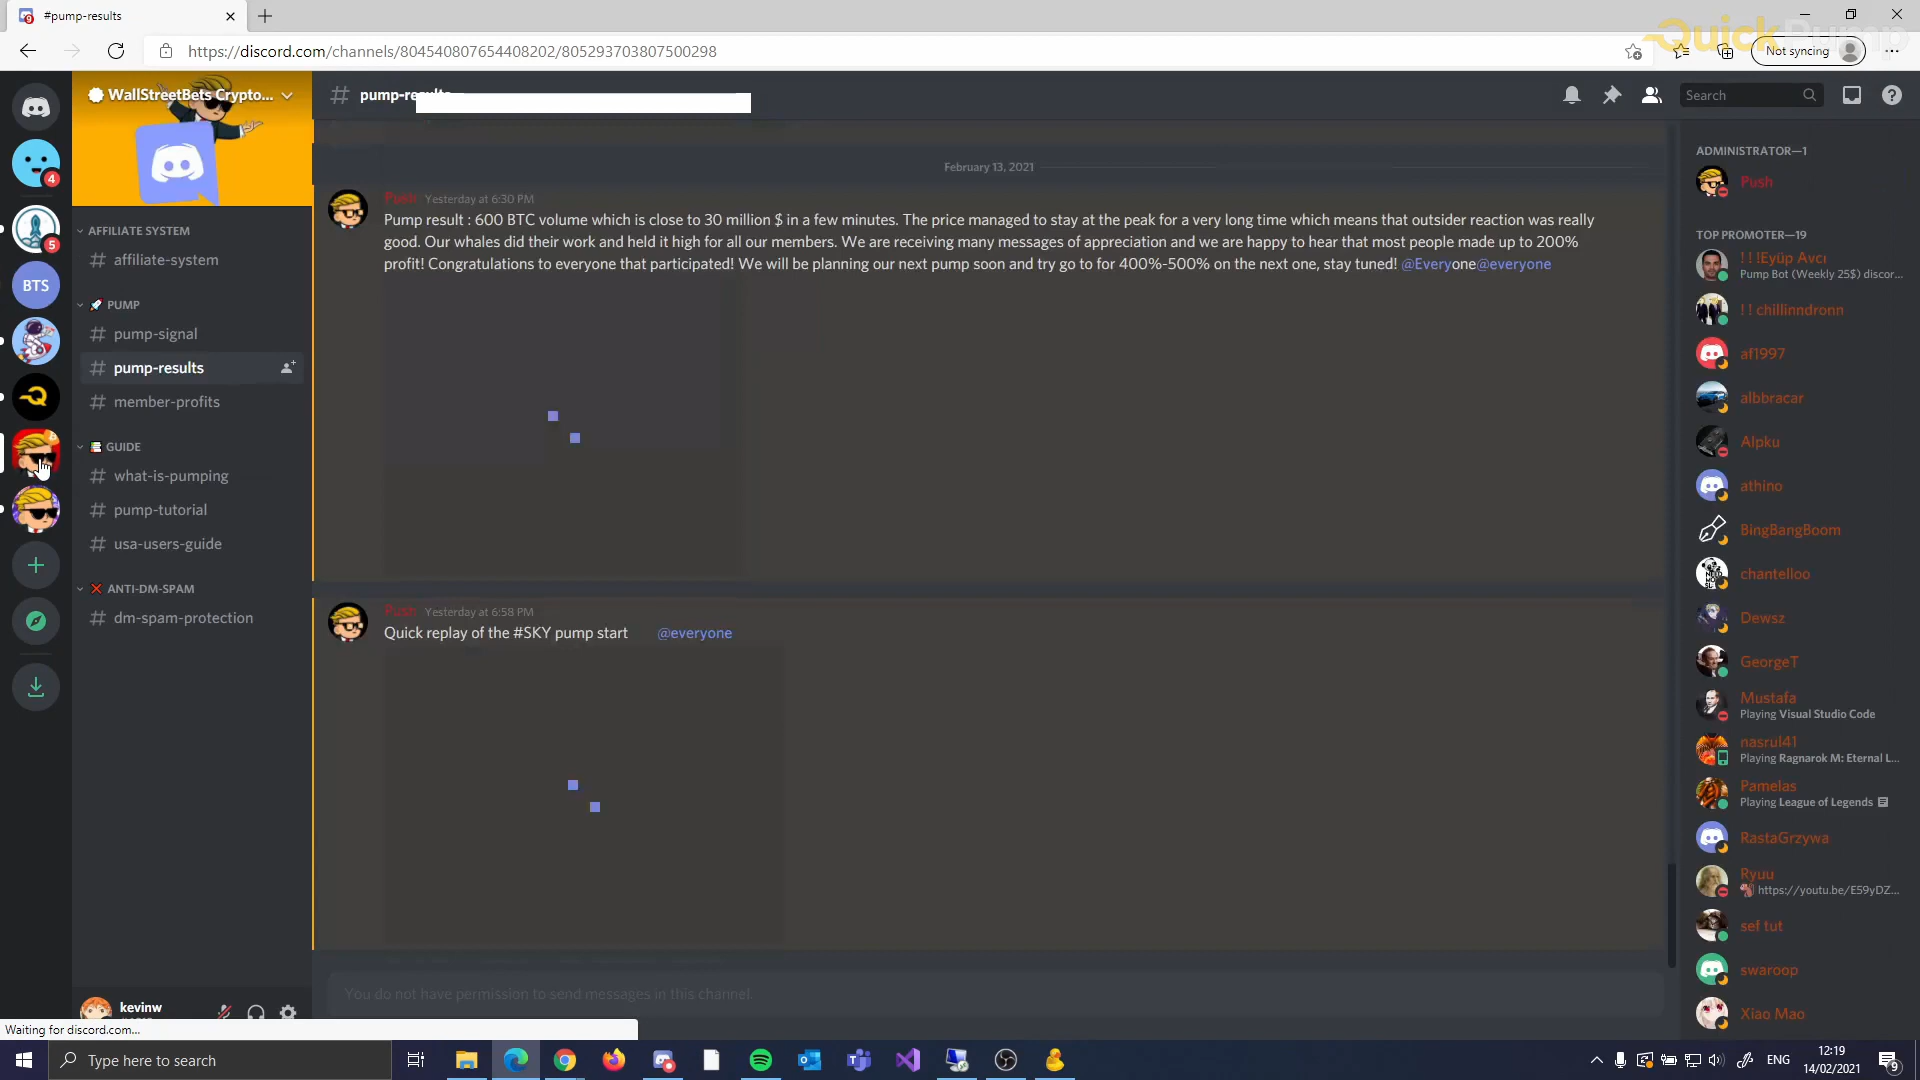 #pump-results
https://discord.com/channels/804540807654408202/805293703807500298
QuickPump
Not syncing
WallStreetBets Crypto...
pump-results
Search
AFFILIATE SYSTEM
affiliate-system
PUMP
pump-signal
pump-results
member-profits
GUIDE
what-is-pumping
pump-tutorial
usa-users-guide
ANTI-DM-SPAM
dm-spam-protection
4
5
BTS
February 13, 2021
Push Yesterday at 6:30 PM
Pump result : 600 BTC volume which is close to 30 million $ in a few minutes. The price managed to stay at the peak for a very long time which means that outsider reaction was really
good. Our whales did their work and held it high for all our members. We are receiving many messages of appreciation and we are happy to hear that most people made up to 200%
profit! Congratulations to everyone that participated! We will be planning our next pump soon and try go to for 400%-500% on the next one, stay tuned! @Everyone@everyone
Push Yesterday at 6:58 PM
Quick replay of the #SKY pump start @everyone
You do not have permission to send messages in this channel.
ADMINISTRATOR—1
Push
TOP PROMOTER—19
! ! !Eyüp Avcı
Pump Bot (Weekly 25$) discor...
! ! chillinndronn
af1997
albbracar
Alpku
athino
BingBangBoom
chantelloo
Dewsz
GeorgeT
Mustafa
Playing Visual Studio Code
nasrul41
Playing Ragnarok M: Eternal L...
Pamelas
Playing League of Legends
RastaGrzywa
Ryuu
https://youtu.be/E59yDZ...
sef tut
swaroop
Xiao Mao
kevinw
Waiting for discord.com...
Type here to search
ENG
12:19
14/02/2021
9